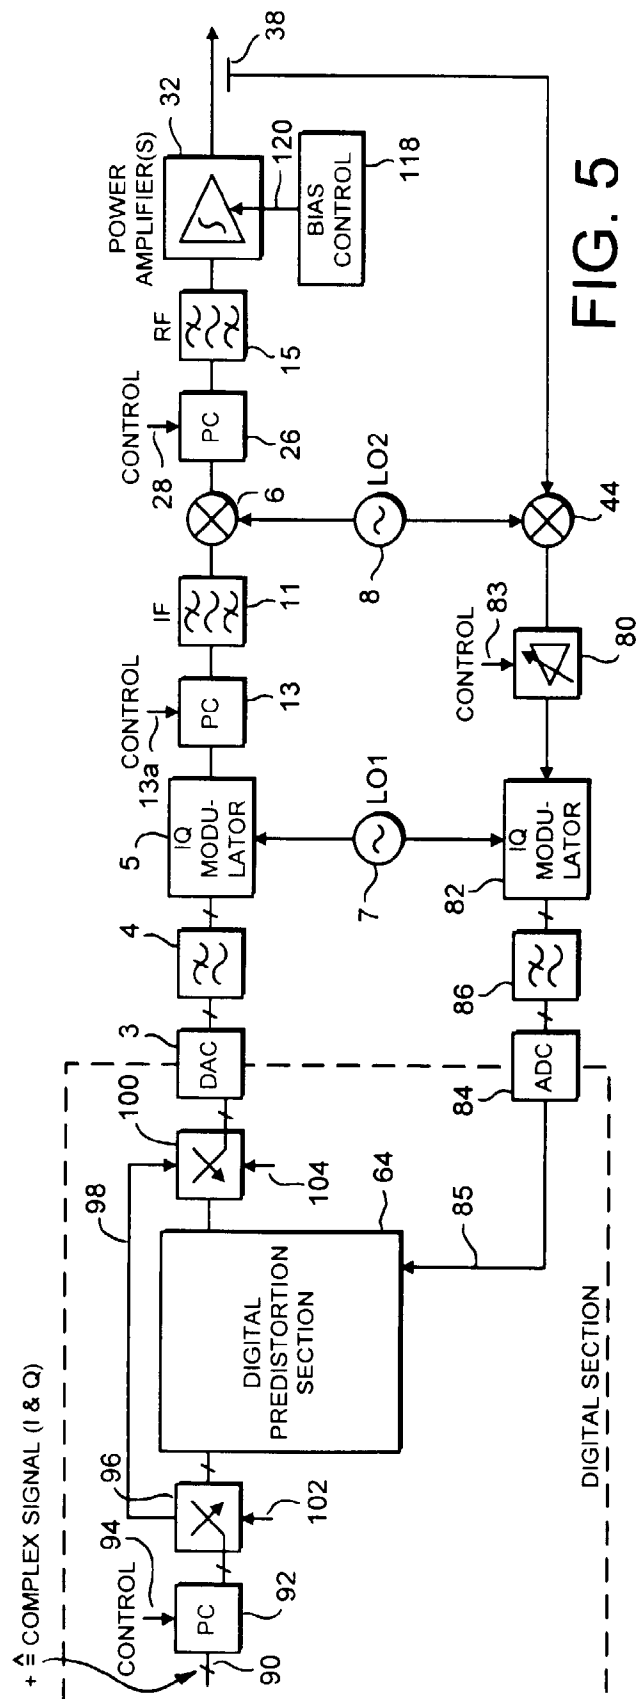 + ≙ COMPLEX SIGNAL (I & Q)
CONTROL
94
90
PC
92
96
102
98
DIGITAL
PREDISTORTION
SECTION
64
85
100
104
DIGITAL SECTION
DAC
3
4
IQ
MODU-
LATOR
5
CONTROL
13a
PC
13
IF
11
6
CONTROL
28
PC
26
RF
15
POWER
AMPLIFIER(S)
32
120
BIAS
CONTROL
118
38
LO1
7
LO2
8
ADC
84
86
IQ
MODU-
LATOR
82
CONTROL
83
80
44
FIG. 5